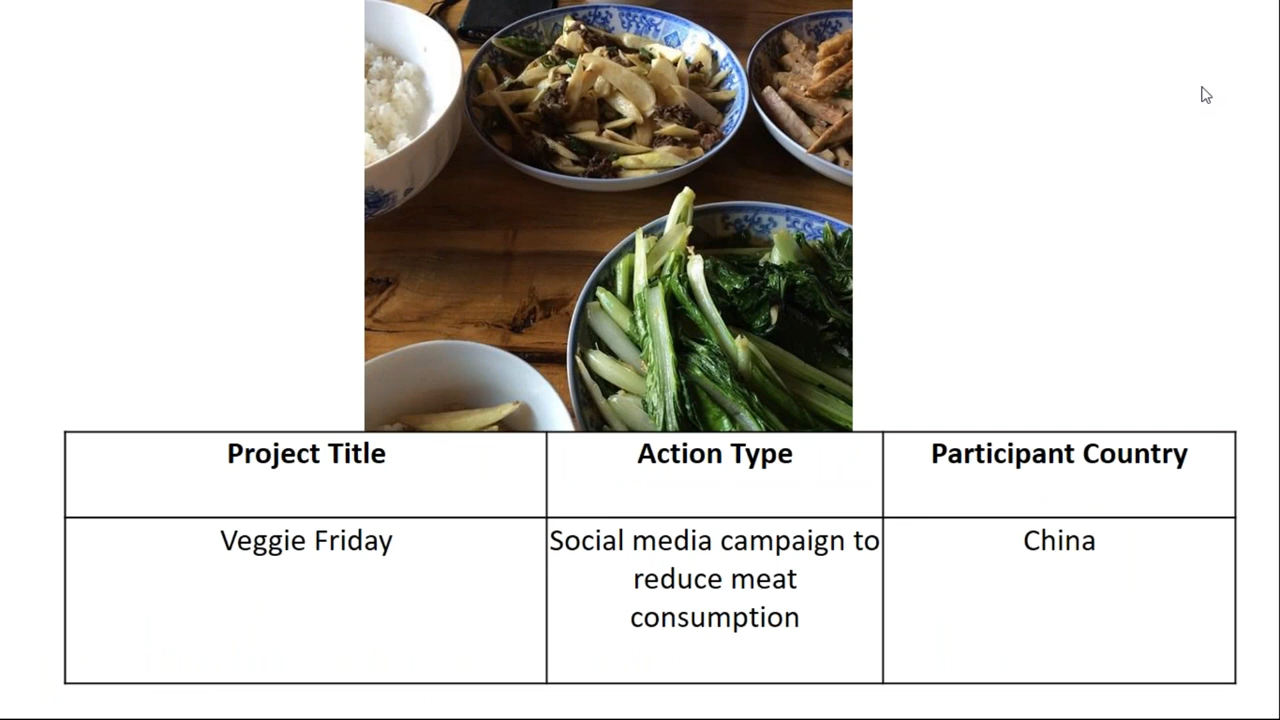 Project Title
Action Type
Participant Country
Veggie Friday
Social media campaign to
reduce meat
consumption
China